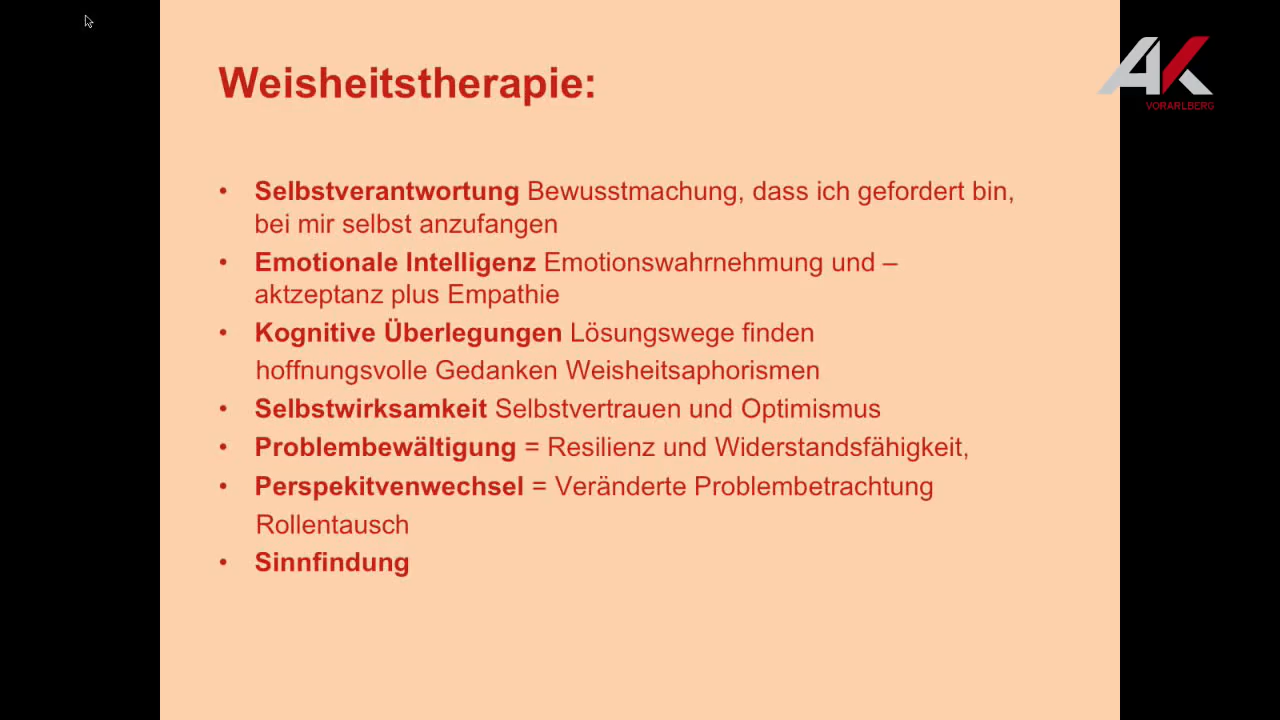 Weisheitstherapie:
AK
VORARLBERG
• Selbstverantwortung Bewusstmachung, dass ich gefordert bin,
bei mir selbst anzufangen
• Emotionale Intelligenz Emotionswahrnehmung und –
aktzeptanz plus Empathie
• Kognitive Überlegungen Lösungswege finden
hoffnungsvolle Gedanken Weisheitsaphorismen
• Selbstwirksamkeit Selbstvertrauen und Optimismus
• Problembewältigung = Resilienz und Widerstandsfähigkeit,
• Perspekitvenwechsel = Veränderte Problembetrachtung
Rollentausch
• Sinnfindung